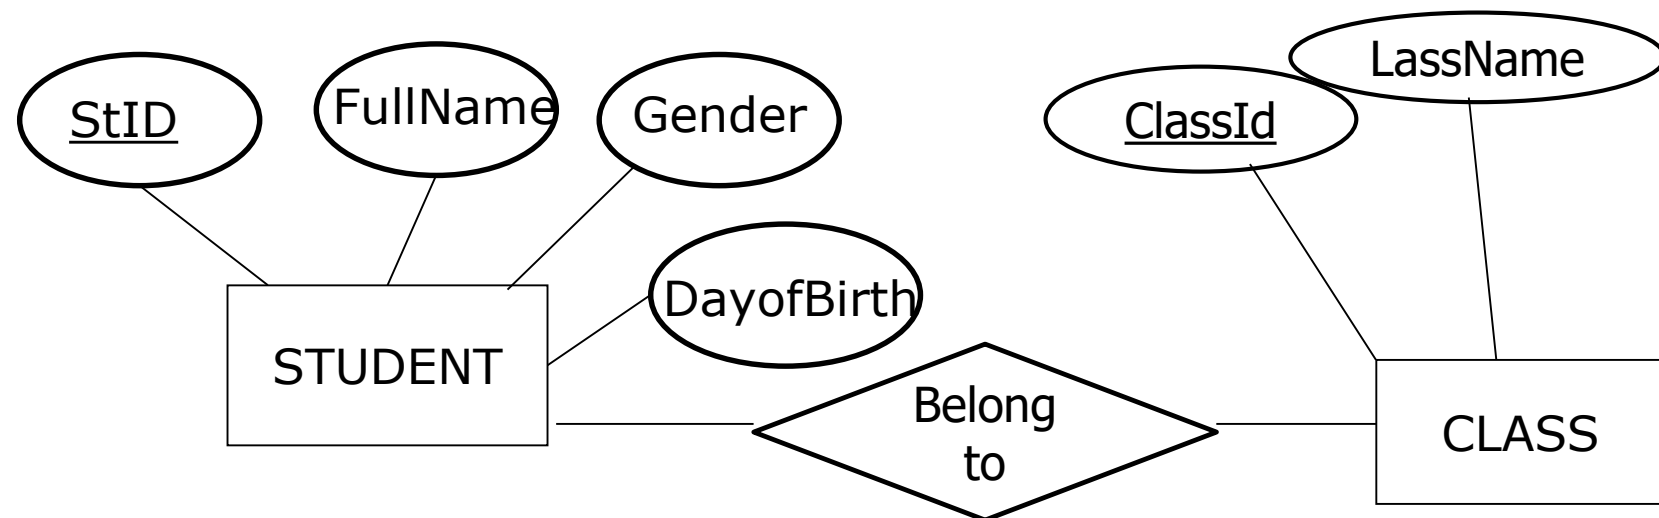 StID
FullName
Gender
ClassId
LassName
DayofBirth
STUDENT
Belong
to
CLASS